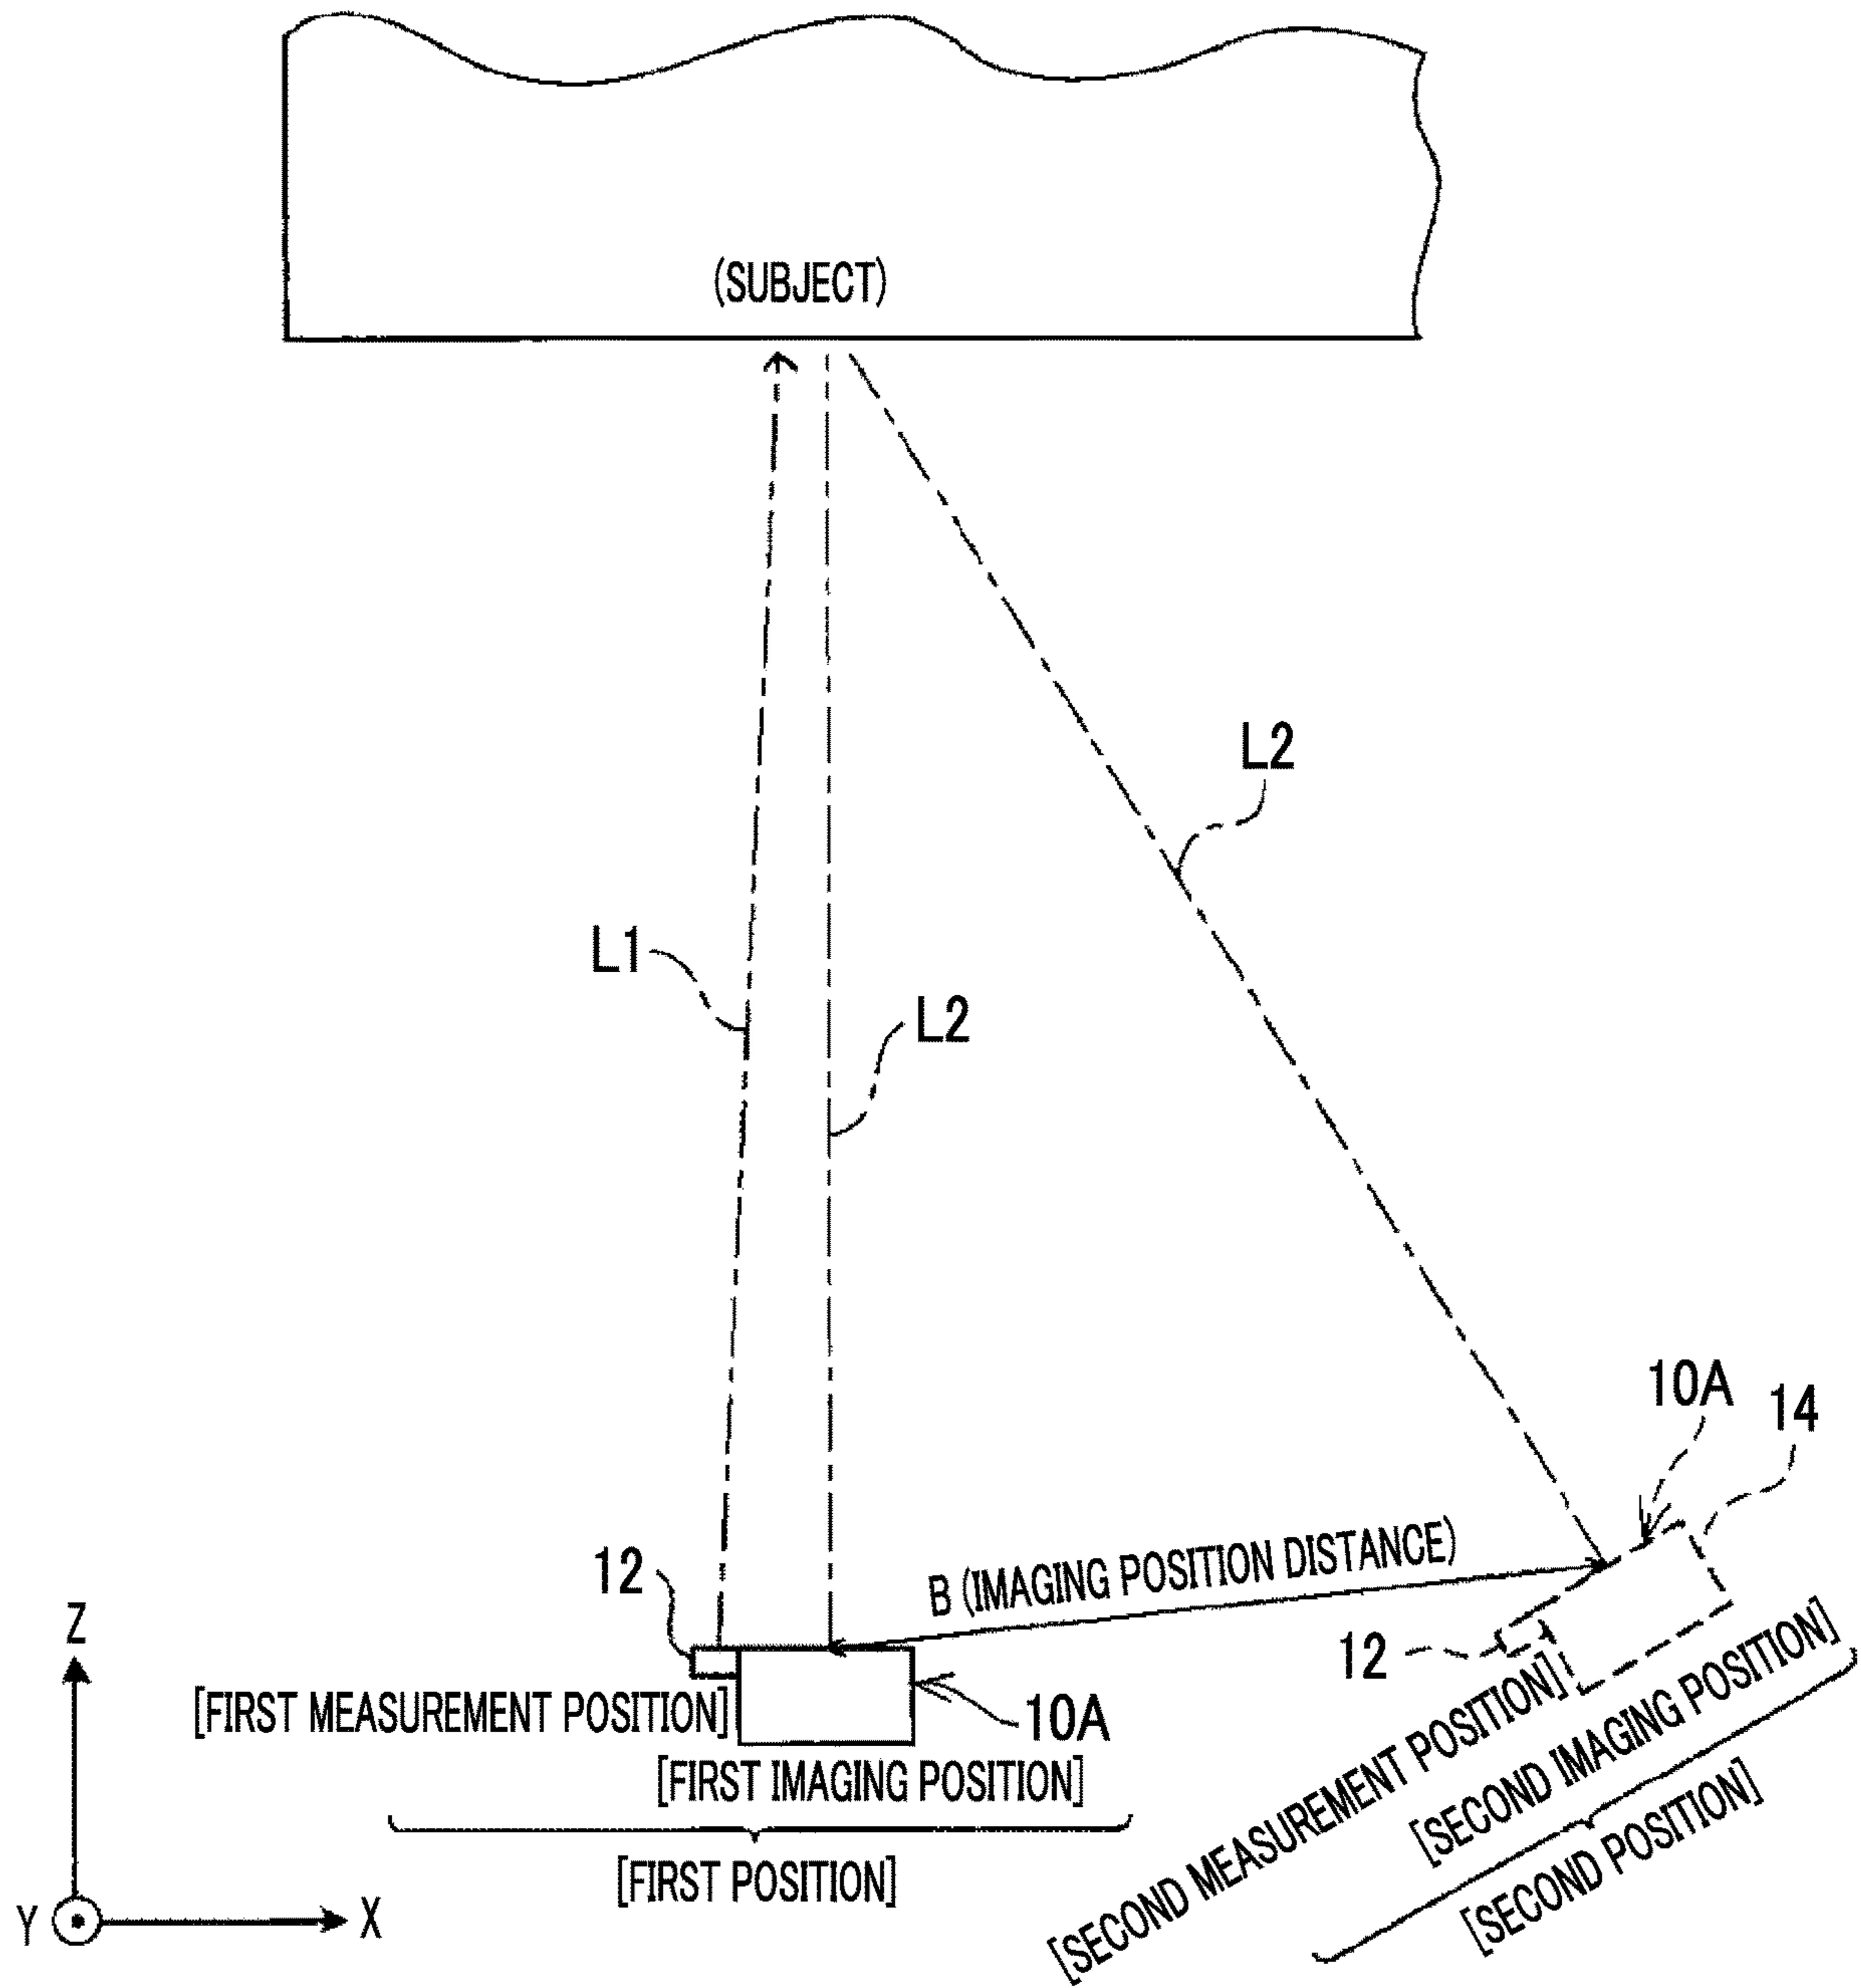 (SUBJECT)
L2
L1
L2
10A
14
B (IMAGING POSITION DISTANCE)
12
12
Z
[FIRST MEASUREMENT POSITION]
10A
[FIRST IMAGING POSITION]
[FIRST POSITION]
[SECOND MEASUREMENT POSITION]
[SECOND IMAGING POSITION]
[SECOND POSITION]
Y
X